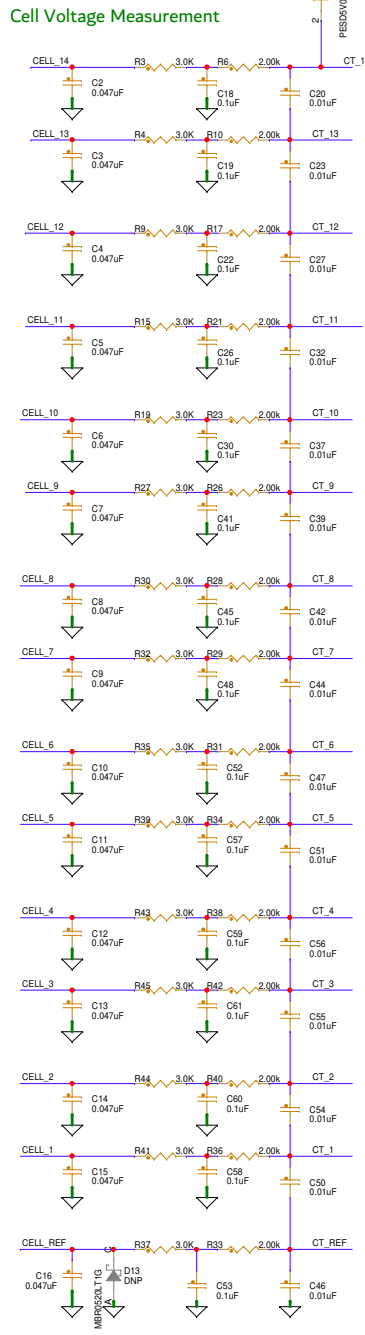 Cell Voltage Measurement
2
PESD5V0
CELL_14 R3 3.0K R6 2.00k CT_1
C2
0.047uF
C18
0.1uF
C20
0.01uF
CELL_13 R4 3.0K R10 2.00k CT_13
C3
0.047uF
C19
0.1uF
C23
0.01uF
CELL_12 R9 3.0K R17 2.00k CT_12
C4
0.047uF
C22
0.1uF
C27
0.01uF
CELL_11 R15 3.0K R21 2.00k CT_11
C5
0.047uF
C26
0.1uF
C32
0.01uF
CELL_10 R19 3.0K R23 2.00k CT_10
C6
0.047uF
C30
0.1uF
C37
0.01uF
CELL_9 R27 3.0K R26 2.00k CT_9
C7
0.047uF
C41
0.1uF
C39
0.01uF
CELL_8 R30 3.0K R28 2.00k CT_8
C8
0.047uF
C45
0.1uF
C42
0.01uF
CELL_7 R32 3.0K R29 2.00k CT_7
C9
0.047uF
C48
0.1uF
C44
0.01uF
CELL_6 R35 3.0K R31 2.00k CT_6
C10
0.047uF
C52
0.1uF
C47
0.01uF
CELL_5 R39 3.0K R34 2.00k CT_5
C11
0.047uF
C57
0.1uF
C51
0.01uF
CELL_4 R43 3.0K R38 2.00k CT_4
C12
0.047uF
C59
0.1uF
C56
0.01uF
CELL_3 R45 3.0K R42 2.00k CT_3
C13
0.047uF
C61
0.1uF
C55
0.01uF
CELL_2 R44 3.0K R40 2.00k CT_2
C14
0.047uF
C60
0.1uF
C54
0.01uF
CELL_1 R41 3.0K R36 2.00k CT_1
C15
0.047uF
C58
0.1uF
C50
0.01uF
CELL_REF R37 3.0K R33 2.00k CT_REF
C16
0.047uF
C
D13
DNP
A
MBR0520LT1G
C53
0.1uF
C46
0.01uF